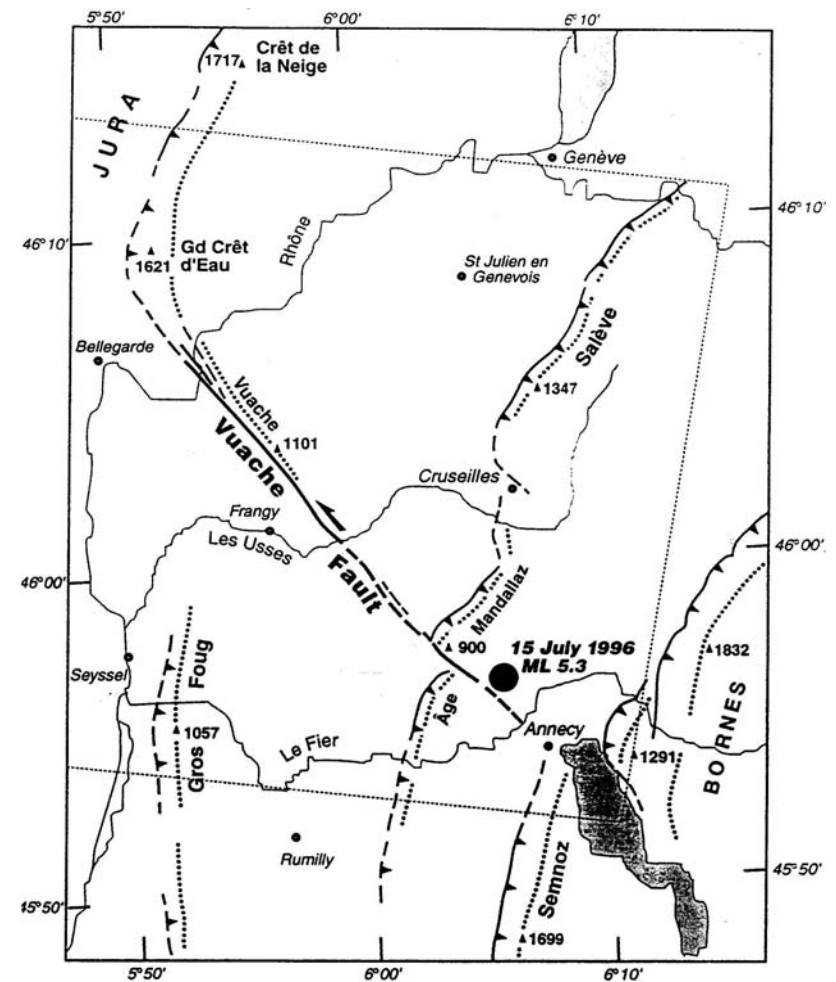 5°50'
6°00'
6°10'
Crêt de
la Neige
1717
JURA
Genève
46°10'
46°10'
Rhône
Gd Crêt
d'Eau
1621
St Julien en
Genevois
Bellegarde
Salève
Vuache
1347
1101
Vuache
Cruseilles
Frangy
Les Usses
Fault
46°00'
46°00'
Mandallaz
900
15 July 1996
ML 5.3
1832
Foug
Seyssel
Âge
BORNES
Annecy
1057
Gros
Le Fier
1291
Rumilly
Semnoz
45°50'
45°50'
1699
5°50'
6°00'
6°10'